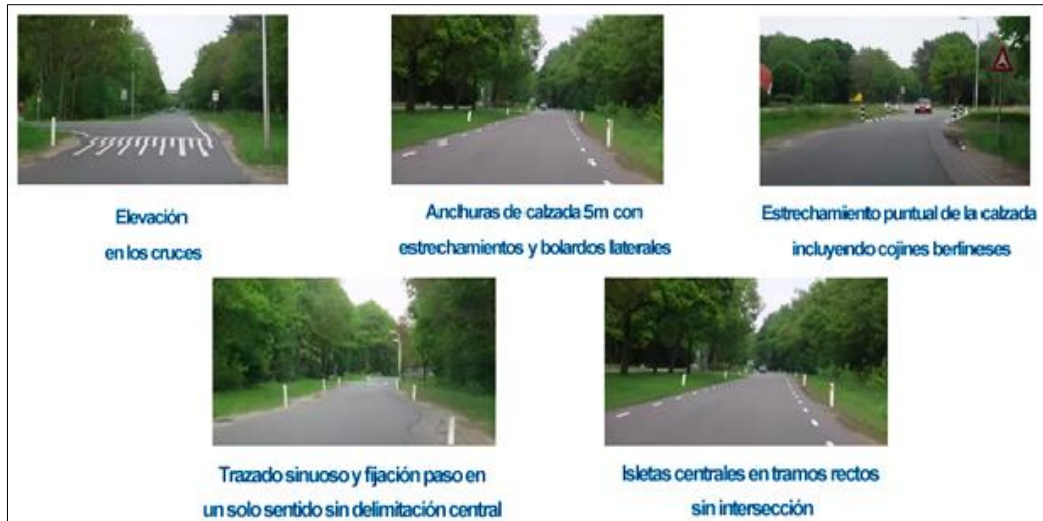 Elevación
en los cruces
Anchuras de calzada 5m con
estrechamientos y bolardos laterales
Estrechamiento puntual de la calzada
incluyendo cojines berlineses
Trazado sinuoso y fijación paso en
un solo sentido sin delimitación central
Isletas centrales en tramos rectos
sin intersección